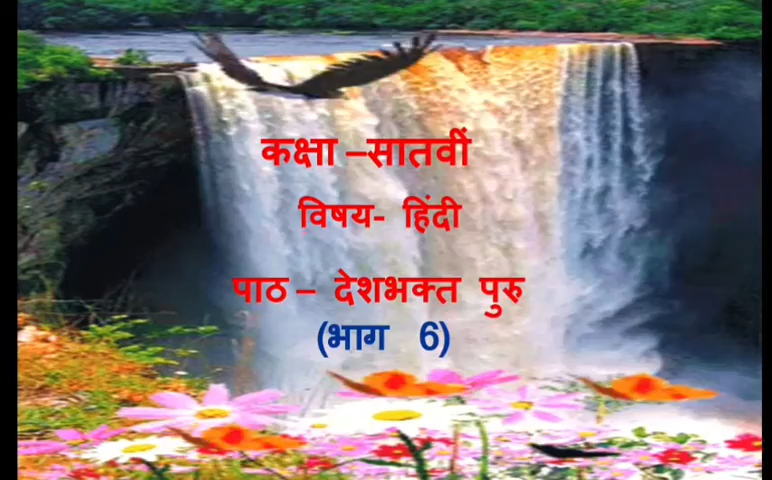 कक्षा –सातवीं
विषय- हिंदी
पाठ – देशभक्त पुरु
(भाग 6)